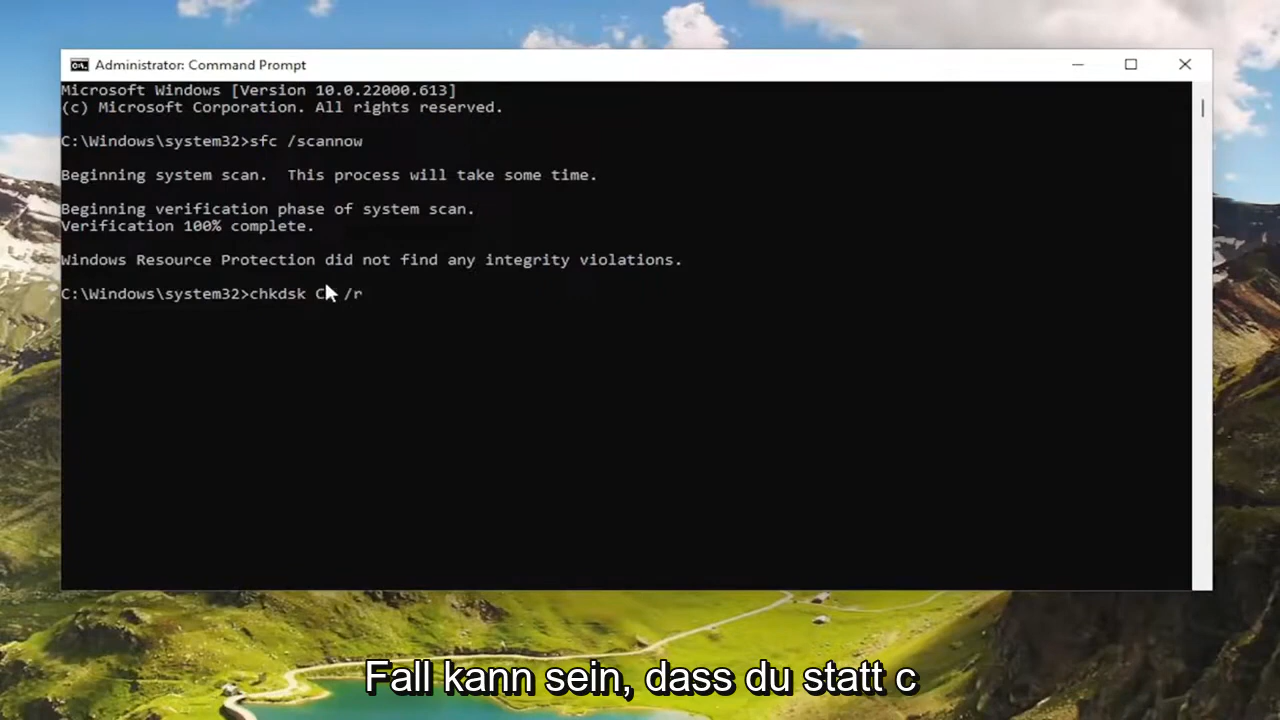 Administrator: Command Prompt
Microsoft Windows [Version 10.0.22000.613]
(c) Microsoft Corporation. All rights reserved.
C:\Windows\system32>sfc /scannow
Beginning system scan.  This process will take some time.
Beginning verification phase of system scan.
Verification 100% complete.
Windows Resource Protection did not find any integrity violations.
C:\Windows\system32>chkdsk C /r
Fall kann sein, dass du statt c